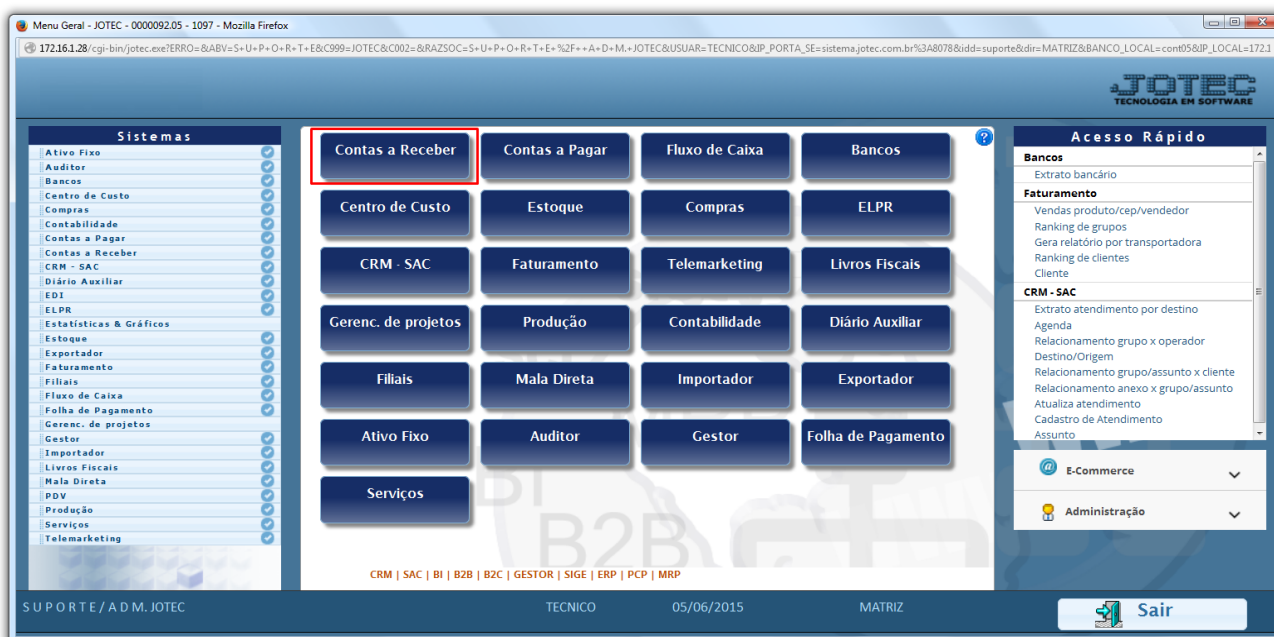 Menu Geral - JOTEC - 0000092.05 - 1097 - Mozilla Firefox
172.16.1.28/cgi-bin/jotec.exe?ERRO=&ABV=S+U+P+O+R+T+E&C999=JOTEC&C002=&RAZSOC=S+U+P+O+R+T+E+%2F++A+D+M.+JOTEC&USUAR=TECNICO&IP_PORTA_SE=sistema.jotec.com.br%3A8078&idd=suporte&dir=MATRIZ&BANCO_LOCAL=cont05&IP_LOCAL=172.1
JOTEC
TECNOLOGIA EM SOFTWARE
Sistemas
Ativo Fixo
Auditor
Bancos
Centro de Custo
Compras
Contabilidade
Contas a Pagar
Contas a Receber
CRM - SAC
Diário Auxiliar
EDI
ELPR
Estatísticas & Gráficos
Estoque
Exportador
Faturamento
Filiais
Fluxo de Caixa
Folha de Pagamento
Gerenc. de projetos
Gestor
Importador
Livros Fiscais
Mala Direta
PDV
Produção
Serviços
Telemarketing
Contas a Receber Contas a Pagar Fluxo de Caixa Bancos
Centro de Custo Estoque Compras ELPR
CRM - SAC Faturamento Telemarketing Livros Fiscais
Gerenc. de projetos Produção Contabilidade Diário Auxiliar
Filiais Mala Direta Importador Exportador
Ativo Fixo Auditor Gestor Folha de Pagamento
Serviços
BI
B2B
CRM | SAC | BI | B2B | B2C | GESTOR | SIGE | ERP | PCP | MRP
?
Acesso Rápido
Bancos
Extrato bancário
Faturamento
Vendas produto/cep/vendedor
Ranking de grupos
Gera relatório por transportadora
Ranking de clientes
Cliente
CRM - SAC
Extrato atendimento por destino
Agenda
Relacionamento grupo x operador
Destino/Origem
Relacionamento grupo/assunto x cliente
Relacionamento anexo x grupo/assunto
Atualiza atendimento
Cadastro de Atendimento
Assunto
@ E-Commerce
Administração
S U P O R T E / A D M. JOTEC TECNICO 05/06/2015 MATRIZ Sair